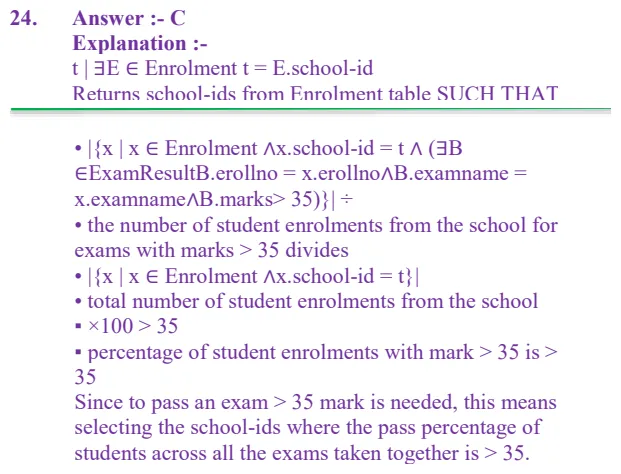 24. Answer :- C
Explanation :-
t | ∃E ∈ Enrolment t = E.school-id
Returns school-ids from Enrolment table SUCH THAT
• |{x | x ∈ Enrolment ∧x.school-id = t ∧ (∃B
∈ExamResultB.erollno = x.erollno∧B.examname =
x.examname∧B.marks> 35)}| ÷
• the number of student enrolments from the school for
exams with marks > 35 divides
• |{x | x ∈ Enrolment ∧x.school-id = t}|
• total number of student enrolments from the school
▪ ×100 > 35
▪ percentage of student enrolments with mark > 35 is >
35
Since to pass an exam > 35 mark is needed, this means
selecting the school-ids where the pass percentage of
students across all the exams taken together is > 35.